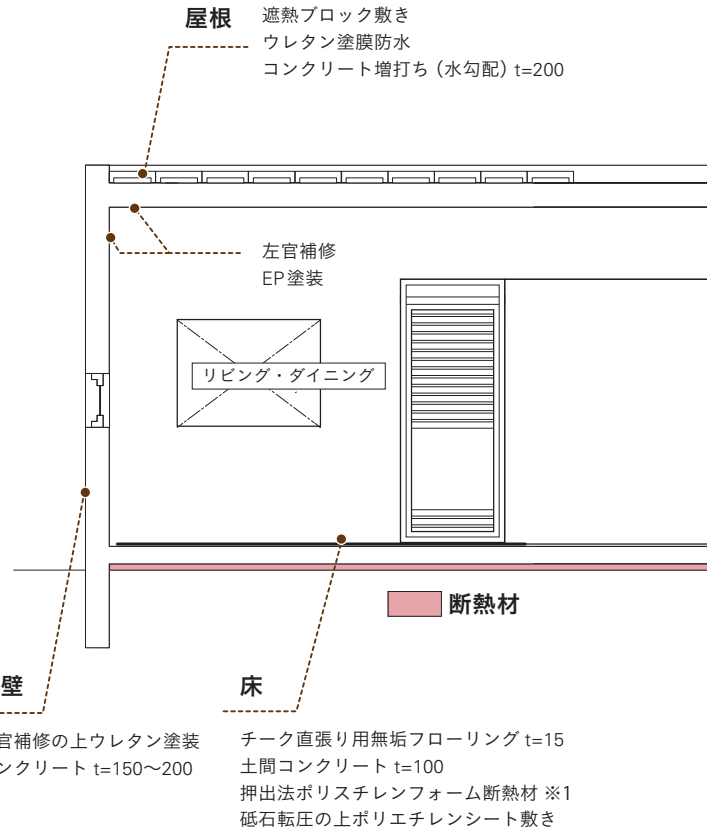 屋根
遮熱ブロック敷き
ウレタン塗膜防水
コンクリート増打ち（水勾配）t=200
左官補修
EP塗装
リビング・ダイニング
断熱材
壁
官補修の上ウレタン塗装
ンクリート t=150〜200
床
チーク直張り用無垢フローリング t=15
土間コンクリート t=100
押出法ポリスチレンフォーム断熱材 ※1
砥石転圧の上ポリエチレンシート敷き